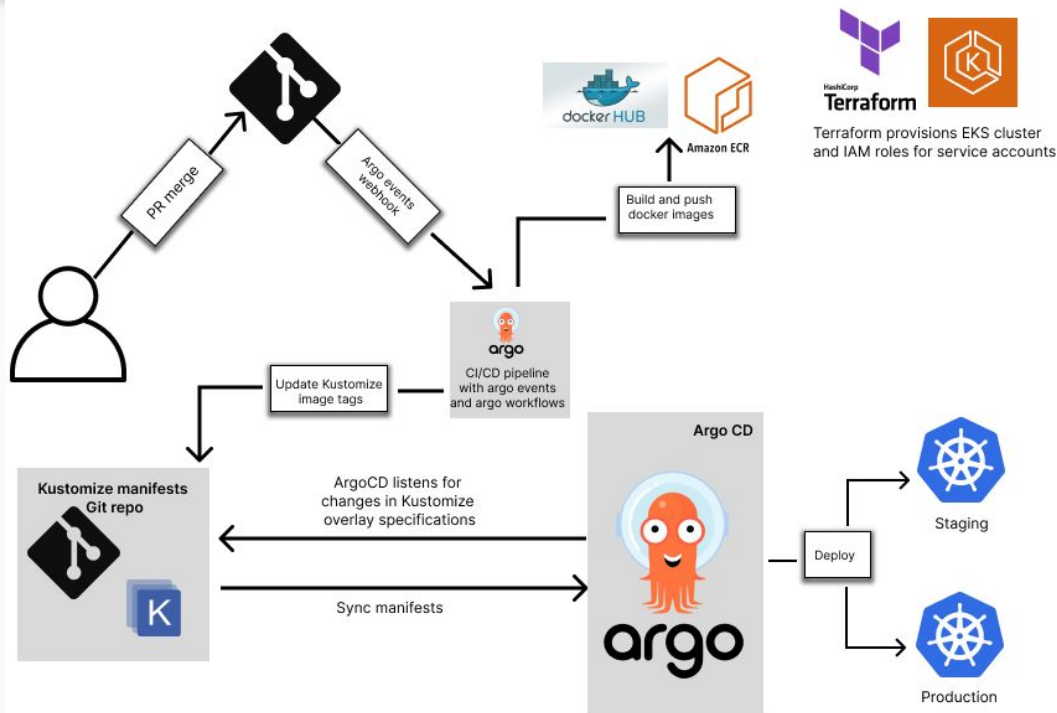 docker HUB
Amazon ECR
HashiCorp
Terraform
K
Terraform provisions EKS cluster
and IAM roles for service accounts
PR merge
Argo events
webhook
Build and push
docker images
argo
CI/CD pipeline
with argo events
and argo workflows
Update Kustomize
image tags
Kustomize manifests
Git repo
K
ArgoCD listens for
changes in Kustomize
overlay specifications
Sync manifests
Argo CD
argo
Deploy
Staging
Production